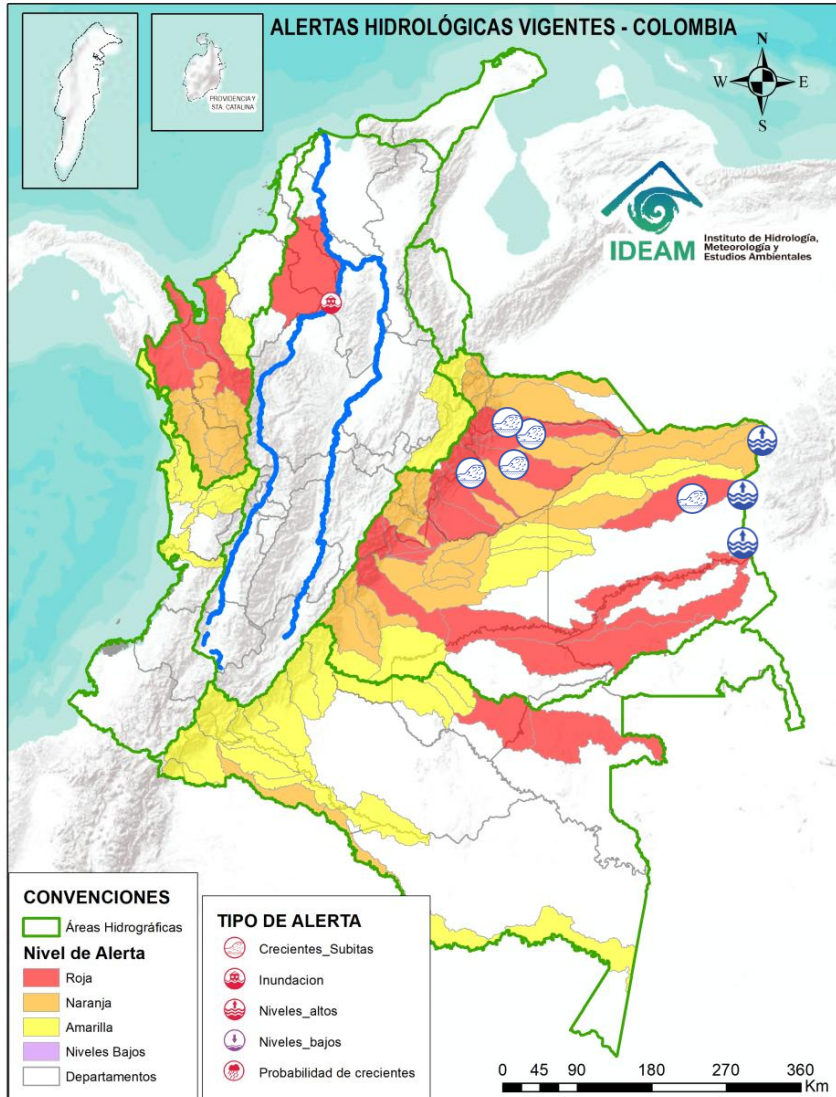 ALERTAS HIDROLÓGICAS VIGENTES - COLOMBIA
PROVIDENCIA Y
STA. CATALINA
N
W
E
S
IDEAM
Instituto de Hidrología,
Meteorología y
Estudios Ambientales
CONVENCIONES
Áreas Hidrográficas
Nivel de Alerta
Roja
Naranja
Amarilla
Niveles Bajos
Departamentos
TIPO DE ALERTA
Crecientes_Subitas
Inundacion
Niveles_altos
Niveles_bajos
Probabilidad de crecientes
0 45 90 180 270 360
Km